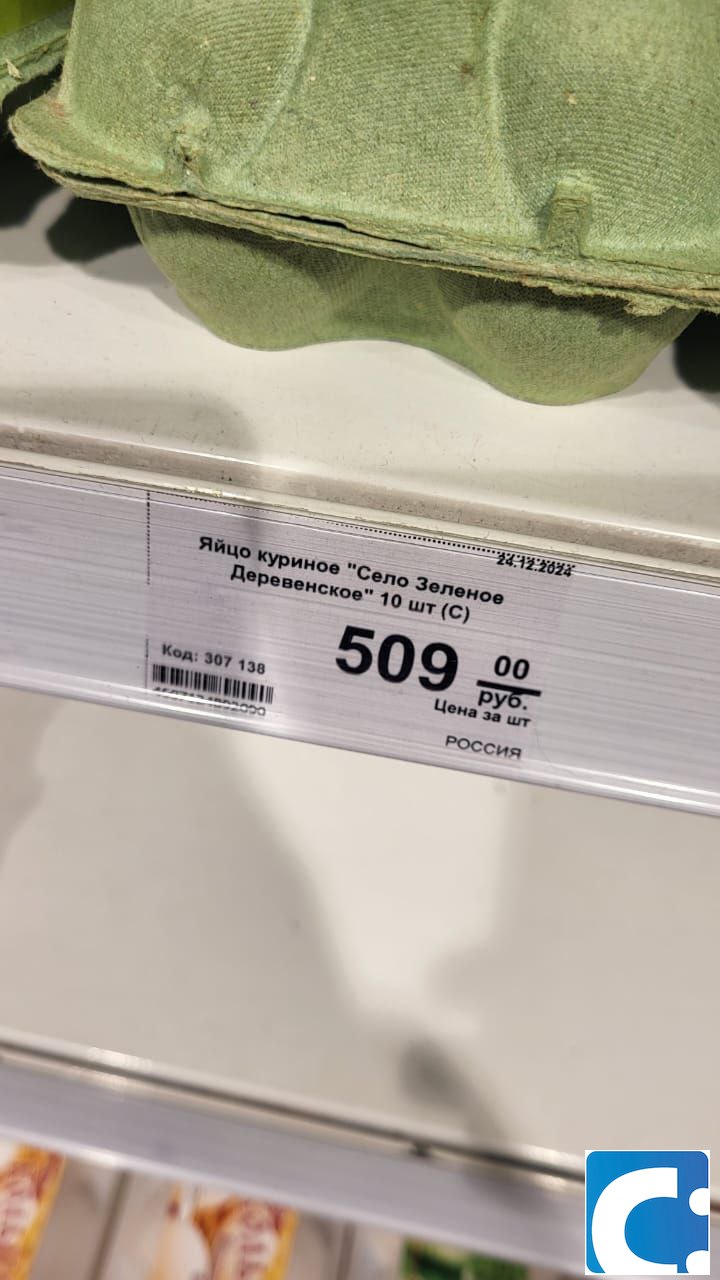 24.12.2024
Яйцо куриное "Село Зеленое
Деревенское" 10 шт (С)
Код: 307 138
509 00
руб.
Цена за шт
РОССИЯ